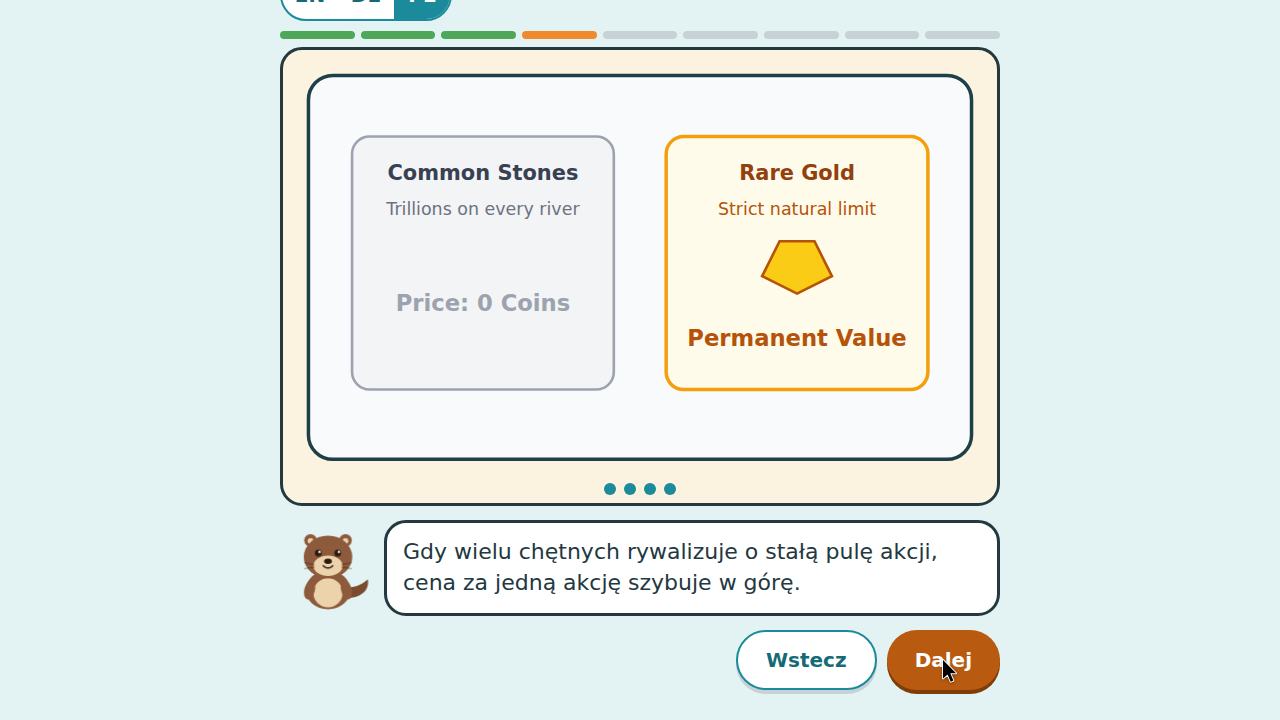 Common Stones
Trillions on every river
Price: 0 Coins
Rare Gold
Strict natural limit
Permanent Value
Gdy wielu chętnych rywalizuje o stałą pulę akcji,
cena za jedną akcję szybuje w górę.
Wstecz
Dalej